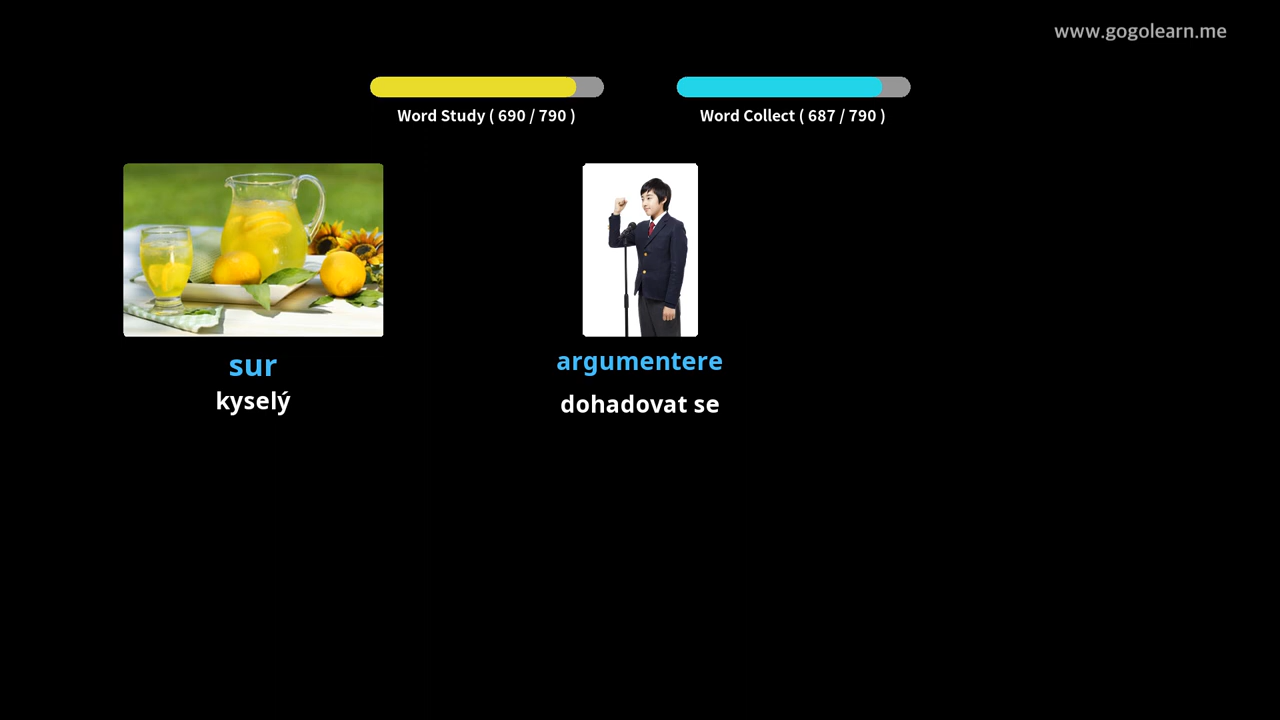 www.gogolearn.me
Word Study ( 690 / 790 )
Word Collect ( 687 / 790 )
sur
kyselý
argumentere
dohadovat se